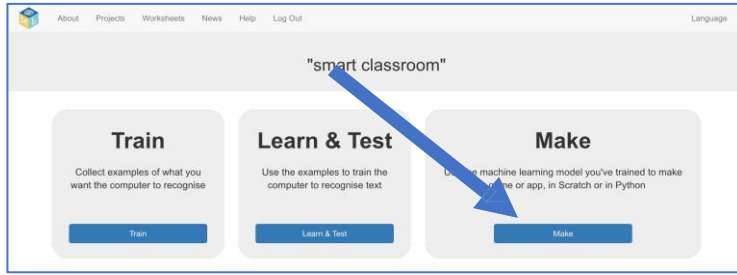 About Projects Worksheets News Help Log Out Language
"smart classroom"
Train
Collect examples of what you
want the computer to recognise
Train
Learn & Test
Use the examples to train the
computer to recognise text
Learn & Test
Make
machine learning model you've trained to make
or app, in Scratch or in Python
Make